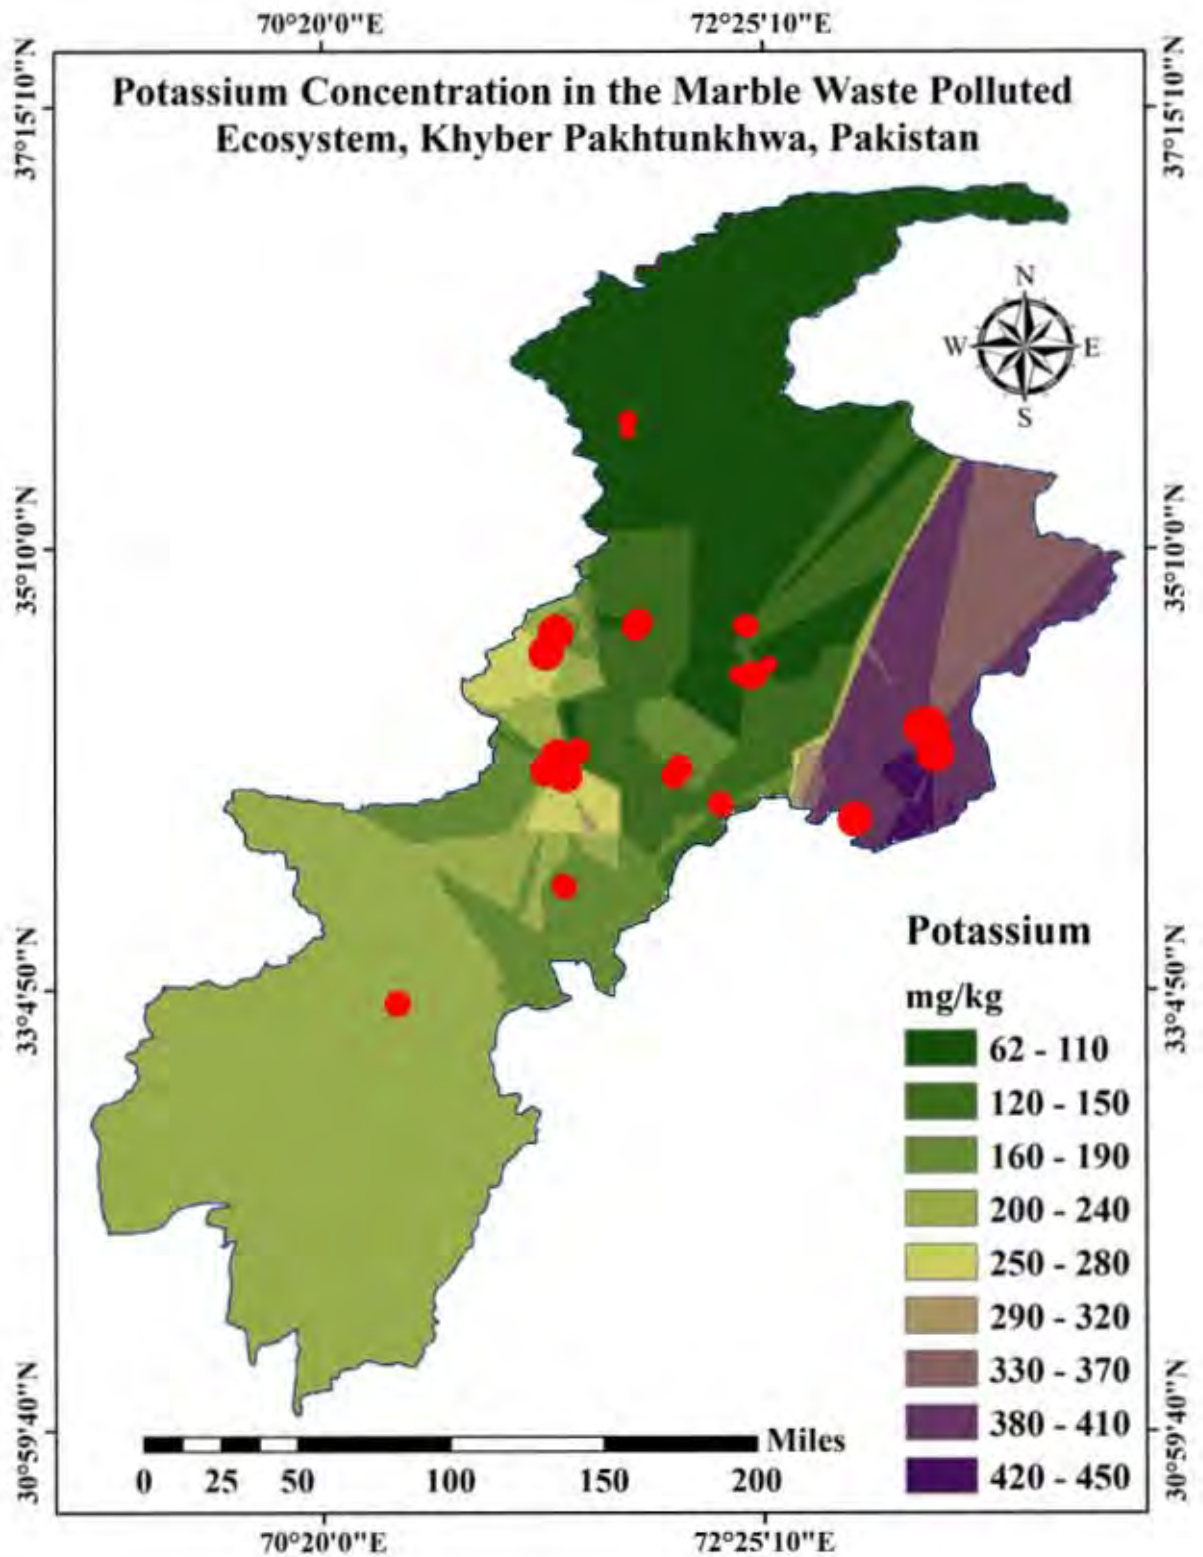 70°20'0"E 72°25'10"E
Potassium Concentration in the Marble Waste Polluted
Ecosystem, Khyber Pakhtunkhwa, Pakistan
37°15'10"N
37°15'10"N
N
W E
S
35°10'0"N
35°10'0"N
33°4'50"N
33°4'50"N
30°59'40"N
30°59'40"N
Potassium
mg/kg
62 - 110
120 - 150
160 - 190
200 - 240
250 - 280
290 - 320
330 - 370
380 - 410
420 - 450
Miles
0 25 50 100 150 200
70°20'0"E 72°25'10"E